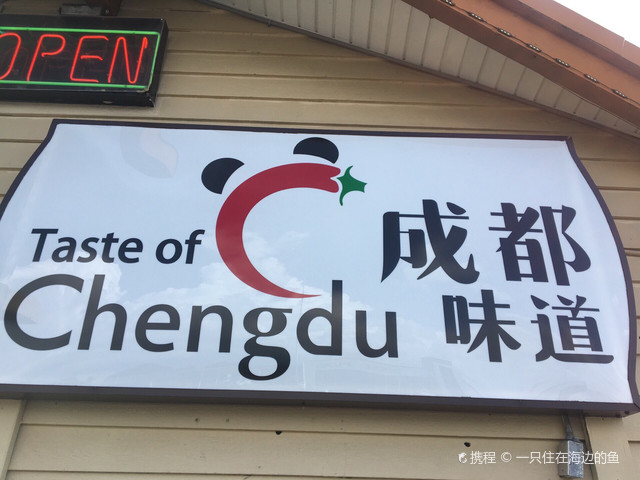 OPEN
Taste of
Chengdu
成都
味道
携程 © 一只住在海边的鱼